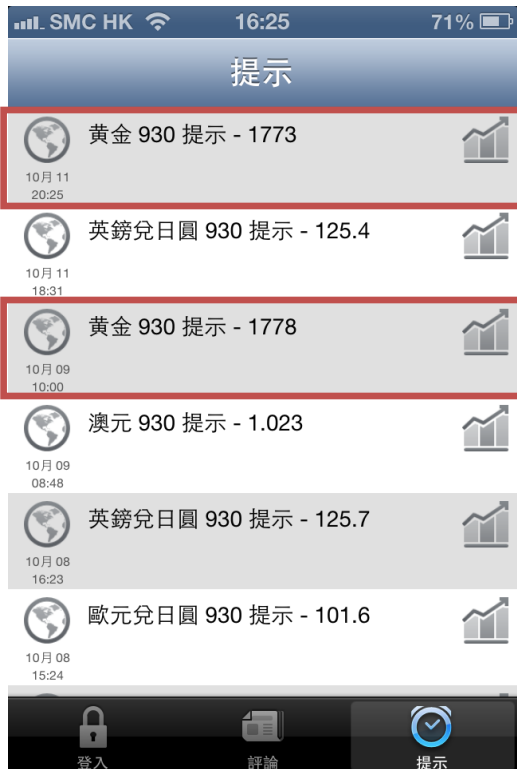 SMC HK 16:25 71%
提示
黄金 930 提示 - 1773
10月 11
20:25
英鎊兌日圓 930 提示 - 125.4
10月 11
18:31
黄金 930 提示 - 1778
10月 09
10:00
澳元 930 提示 - 1.023
10月 09
08:48
英鎊兌日圓 930 提示 - 125.7
10月 08
16:23
歐元兌日圓 930 提示 - 101.6
10月 08
15:24
登入 評論 提示